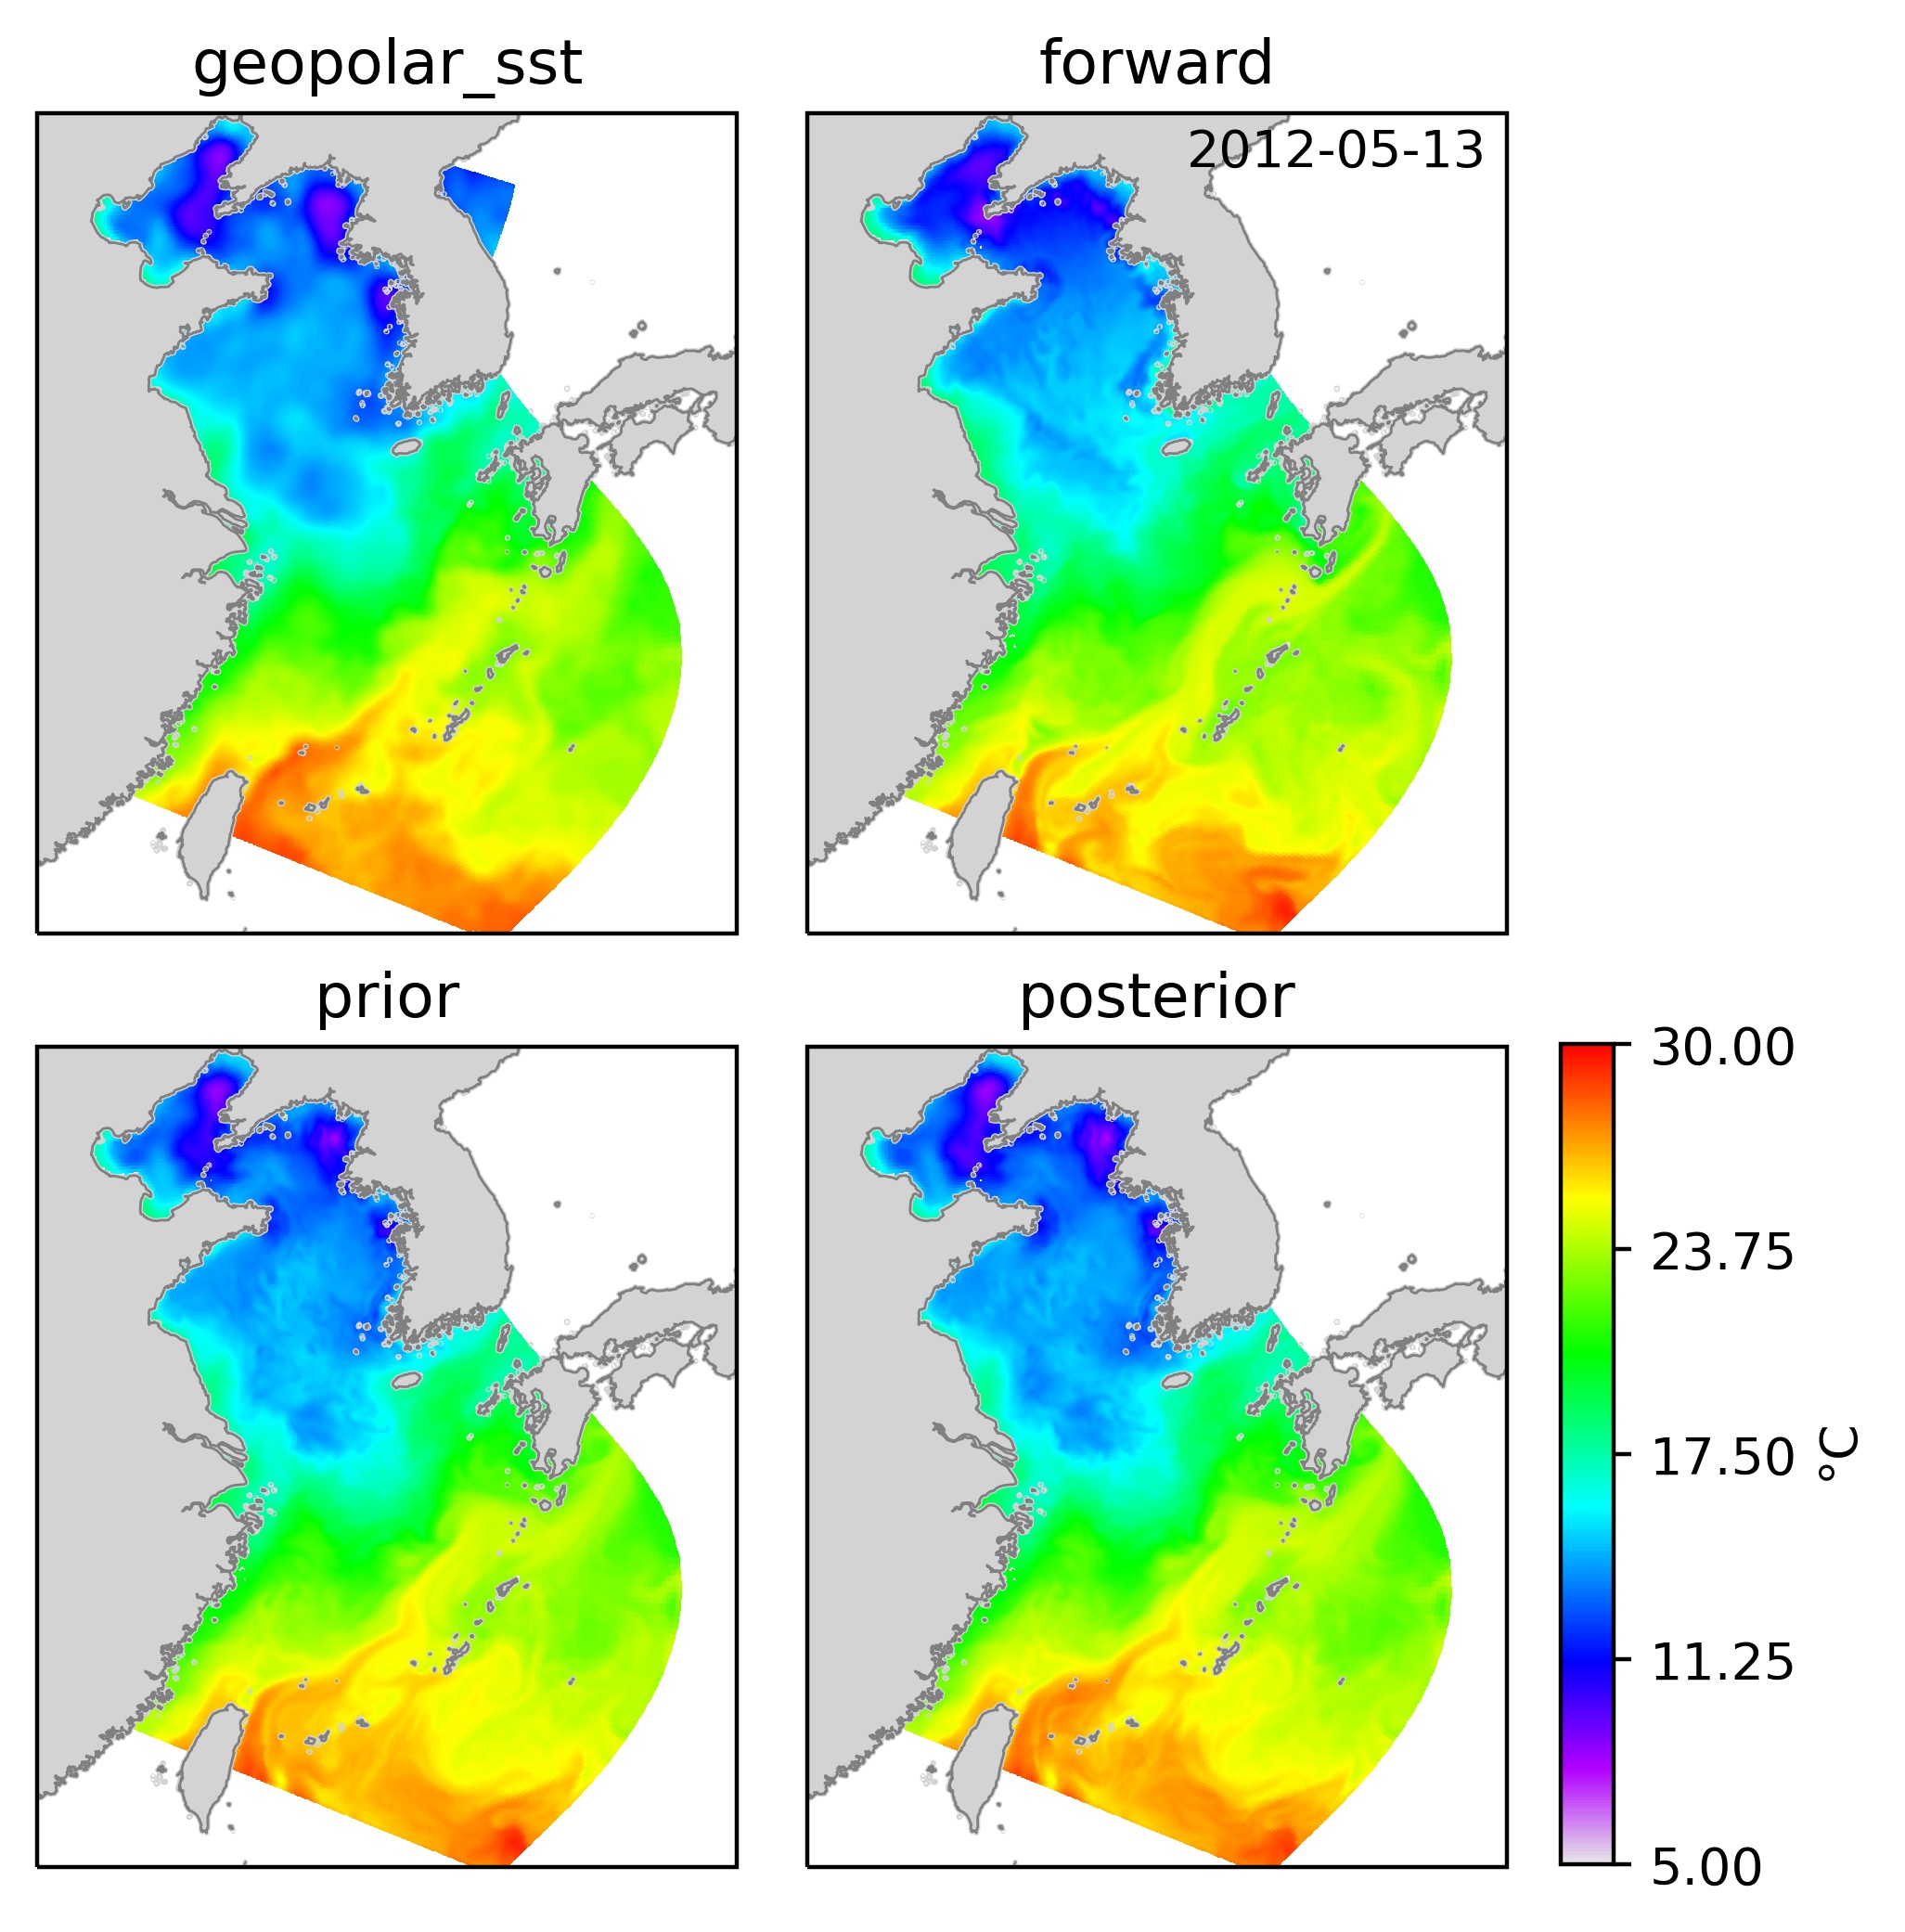 geopolar_sst
forward
2012-05-13
prior
posterior
30.00
23.75
17.50
11.25
5.00
°C